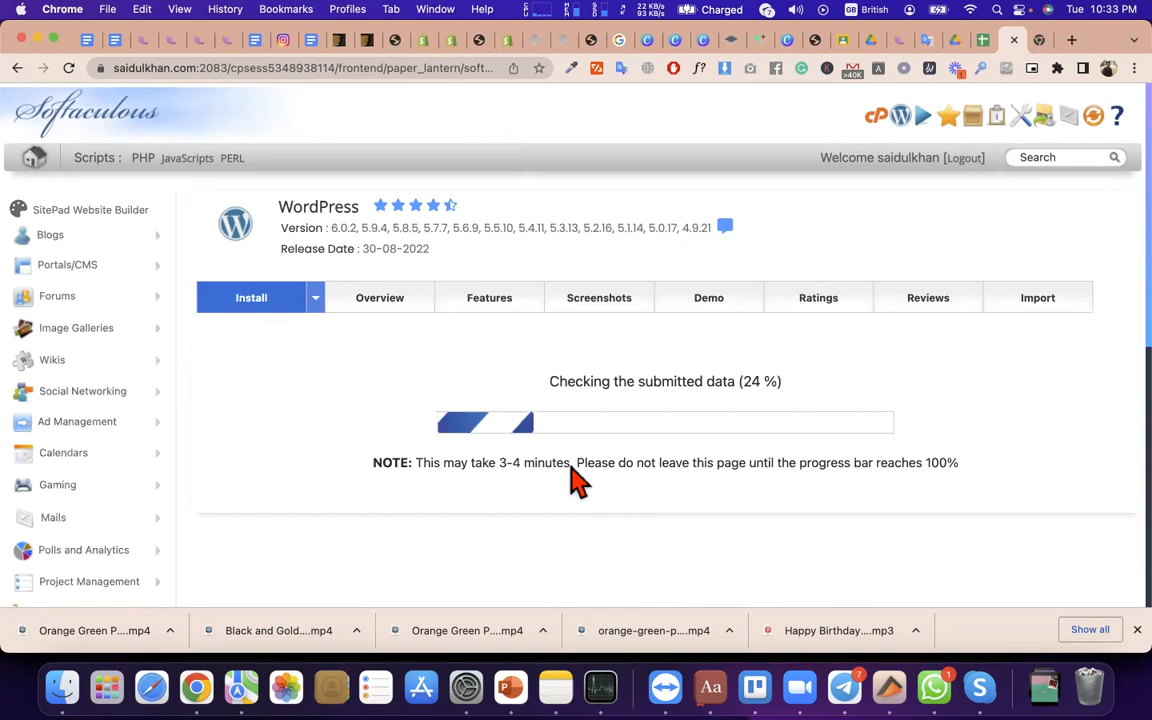 Chrome File Edit View History Bookmarks Profiles Tab Window Help 22 KB/s 93 KB/s Charged British Tue 10:33 PM
saidulkhan.com:2083/cpsess5348938114/frontend/paper_lantern/soft...
Softaculous
Scripts : PHP JavaScripts PERL Welcome saidulkhan [Logout] Search
SitePad Website Builder
Blogs
Portals/CMS
Forums
Image Galleries
Wikis
Social Networking
Ad Management
Calendars
Gaming
Mails
Polls and Analytics
Project Management
WordPress
Version : 6.0.2, 5.9.4, 5.8.5, 5.7.7, 5.6.9, 5.5.10, 5.4.11, 5.3.13, 5.2.16, 5.1.14, 5.0.17, 4.9.21
Release Date : 30-08-2022
Install Overview Features Screenshots Demo Ratings Reviews Import
Checking the submitted data (24 %)
NOTE: This may take 3-4 minutes. Please do not leave this page until the progress bar reaches 100%
Orange Green P....mp4 Black and Gold....mp4 Orange Green P....mp4 orange-green-p....mp4 Happy Birthday....mp3 Show all